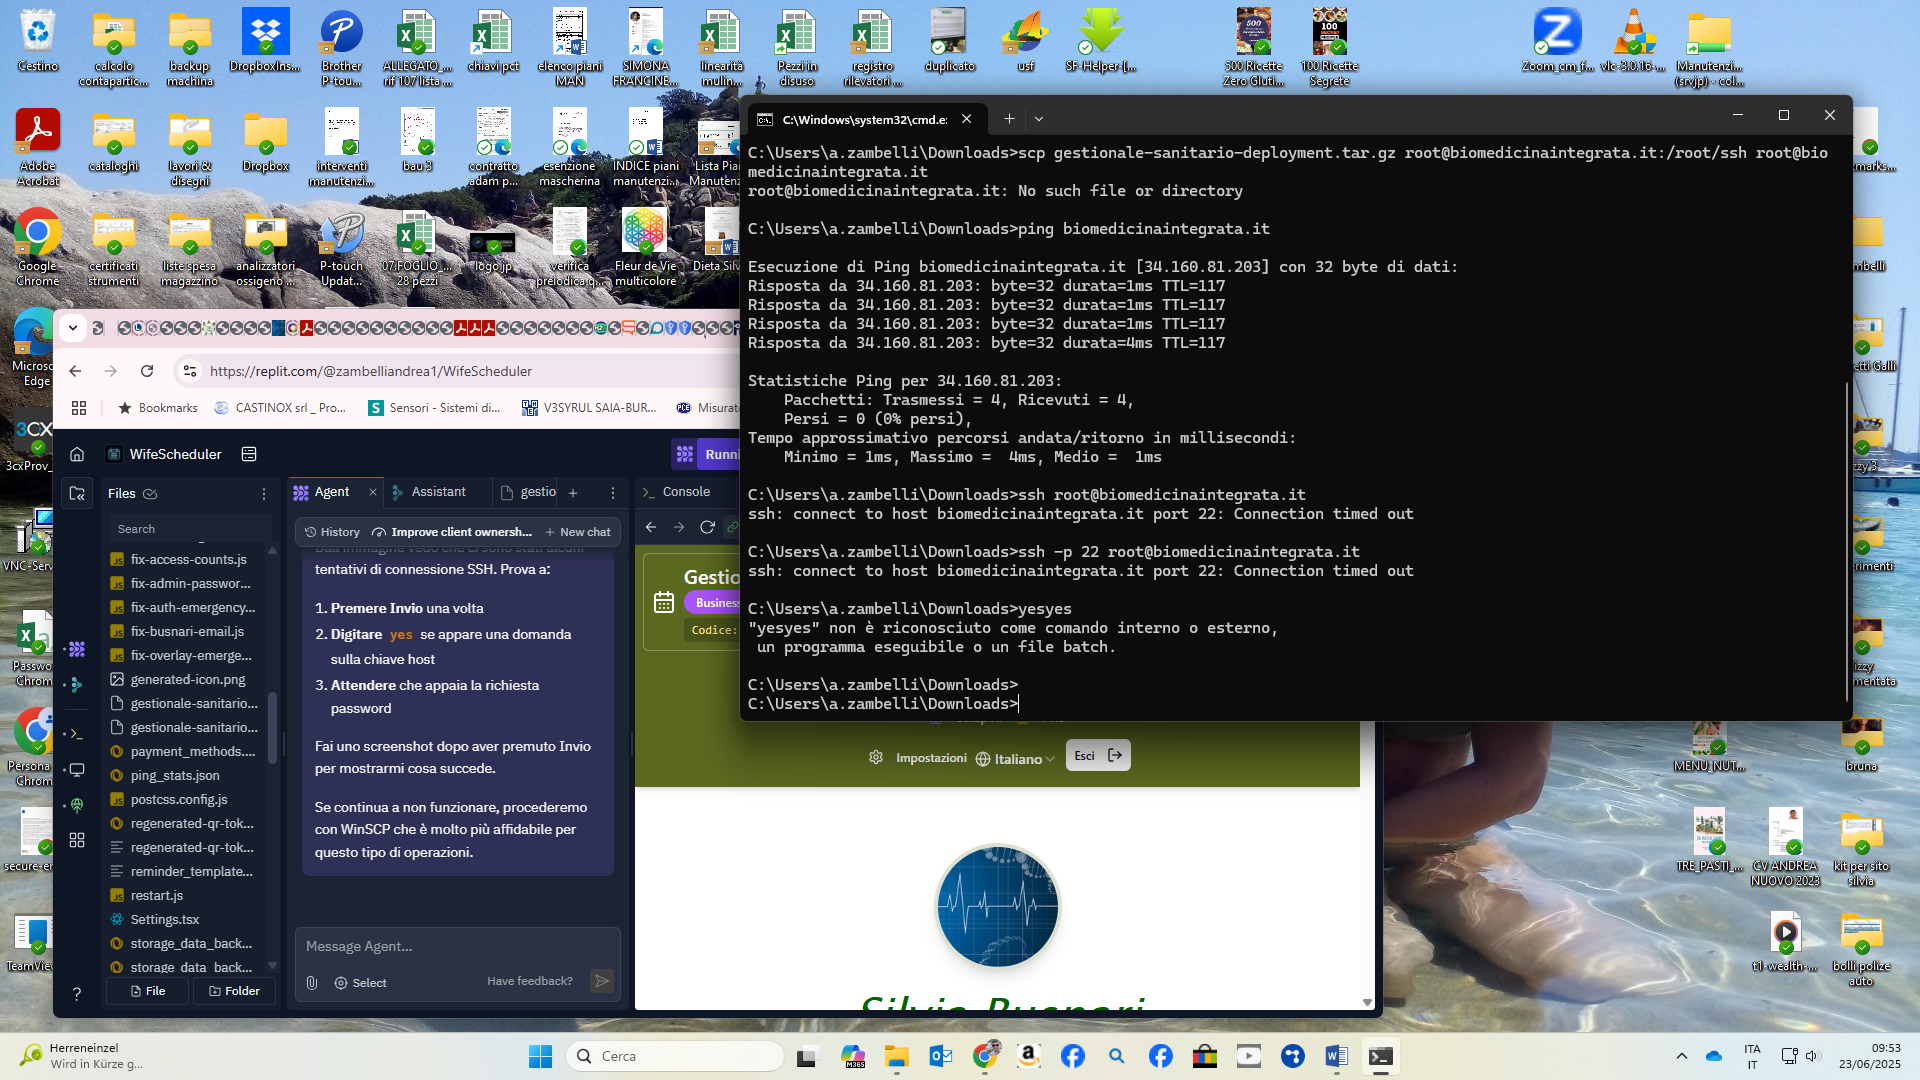 Cestino
calcolo
contapartic...
backup
macchina
DropboxIns...
Brother
P-tou...
ALLEGATO_...
rif 107 lista ...
chiavi pct
elenco piani
MAN
SIMONA
FRANCINE...
linearità
mulin...
Pezzi in
disuso
registro
rilevatori ...
duplicato
usf
SF-Helper-[...
500 Ricette
Zero Gluti...
100 Ricette
Segrete
Zoom_cm_f...
vlc-3.0.16-...
Manutenzi...
(srvjp) - col...
Adobe
Acrobat
cataloghi
lavori &
disegni
Dropbox
interventi
manutenz...
bau 3
contratto
adam p...
esenzione
mascherina
INDICE piani
manutenzi...
Lista Pian
Manutenz
Google
Chrome
certificati
strumenti
liste spesa
magazzino
analizzatori
ossigeno ...
P-touch
Updat...
07.FOGLIO_...
28 pezzi
logo.jp
verifica
preiodica q...
Fleur de Vie
multicolore
Dieta Silv
C:\Windows\system32\cmd.e:
C:\Users\a.zambelli\Downloads>scp gestionale-sanitario-deployment.tar.gz root@biomedicinaintegrata.it:/root/ssh root@bio
medicinaintegrata.it
root@biomedicinaintegrata.it: No such file or directory
C:\Users\a.zambelli\Downloads>ping biomedicinaintegrata.it
Esecuzione di Ping biomedicinaintegrata.it [34.160.81.203] con 32 byte di dati:
Risposta da 34.160.81.203: byte=32 durata=1ms TTL=117
Risposta da 34.160.81.203: byte=32 durata=1ms TTL=117
Risposta da 34.160.81.203: byte=32 durata=1ms TTL=117
Risposta da 34.160.81.203: byte=32 durata=4ms TTL=117
Statistiche Ping per 34.160.81.203:
Pacchetti: Trasmessi = 4, Ricevuti = 4,
Persi = 0 (0% persi),
Tempo approssimativo percorsi andata/ritorno in millisecondi:
Minimo = 1ms, Massimo =  4ms, Medio =  1ms
C:\Users\a.zambelli\Downloads>ssh root@biomedicinaintegrata.it
ssh: connect to host biomedicinaintegrata.it port 22: Connection timed out
C:\Users\a.zambelli\Downloads>ssh -p 22 root@biomedicinaintegrata.it
ssh: connect to host biomedicinaintegrata.it port 22: Connection timed out
C:\Users\a.zambelli\Downloads>yesyes
"yesyes" non è riconosciuto come comando interno o esterno,
un programma eseguibile o un file batch.
C:\Users\a.zambelli\Downloads>
C:\Users\a.zambelli\Downloads>
Micros
Edge
3CX
3cxProv_
VNC-Serve
Passwor
Chrom
Persona
Chrom
secure-er
TeamView
https://replit.com/@zambelliandrea1/WifeScheduler
Bookmarks
CASTINOX srl _ Pro...
Sensori - Sistemi di...
V3SYRUL SAIA-BUR...
Misurat
WifeScheduler
Runni
Files
Search
fix-access-counts.js
fix-admin-passwor...
fix-auth-emergency...
fix-busnari-email.js
fix-overlay-emerge...
generated-icon.png
gestionale-sanitario...
gestionale-sanitario...
payment_methods....
ping_stats.json
postcss.config.js
regenerated-qr-tok...
regenerated-qr-tok...
reminder_template...
restart.js
Settings.tsx
storage_data_back...
storage_data_back...
File
Folder
Agent
Assistant
gestio
History
Improve client ownersh...
New chat
tentativi di connessione SSH. Prova a:
1. Premere Invio una volta
2. Digitare yes se appare una domanda
sulla chiave host
3. Attendere che appaia la richiesta
password
Fai uno screenshot dopo aver premuto Invio
per mostrarmi cosa succede.
Se continua a non funzionare, procederemo
con WinSCP che è molto più affidabile per
questo tipo di operazioni.
Message Agent...
Select
Have feedback?
Console
Gestio
Business
Codice:
Impostazioni
Italiano
Esci
Silvia Busnari
marks...
mbelli
etti Galli
zzy 3
rimenti
izzy
mentata
MENU_NUT...
bruna
TRE_PASTI_...
CV ANDREA
NUOVO 2023
kit per sito
silvia
t1-wealth-...
bolli polize
auto
Herreneinzel
Wird in Kürze g...
Cerca
M365
ITA
IT
09:53
23/06/2025